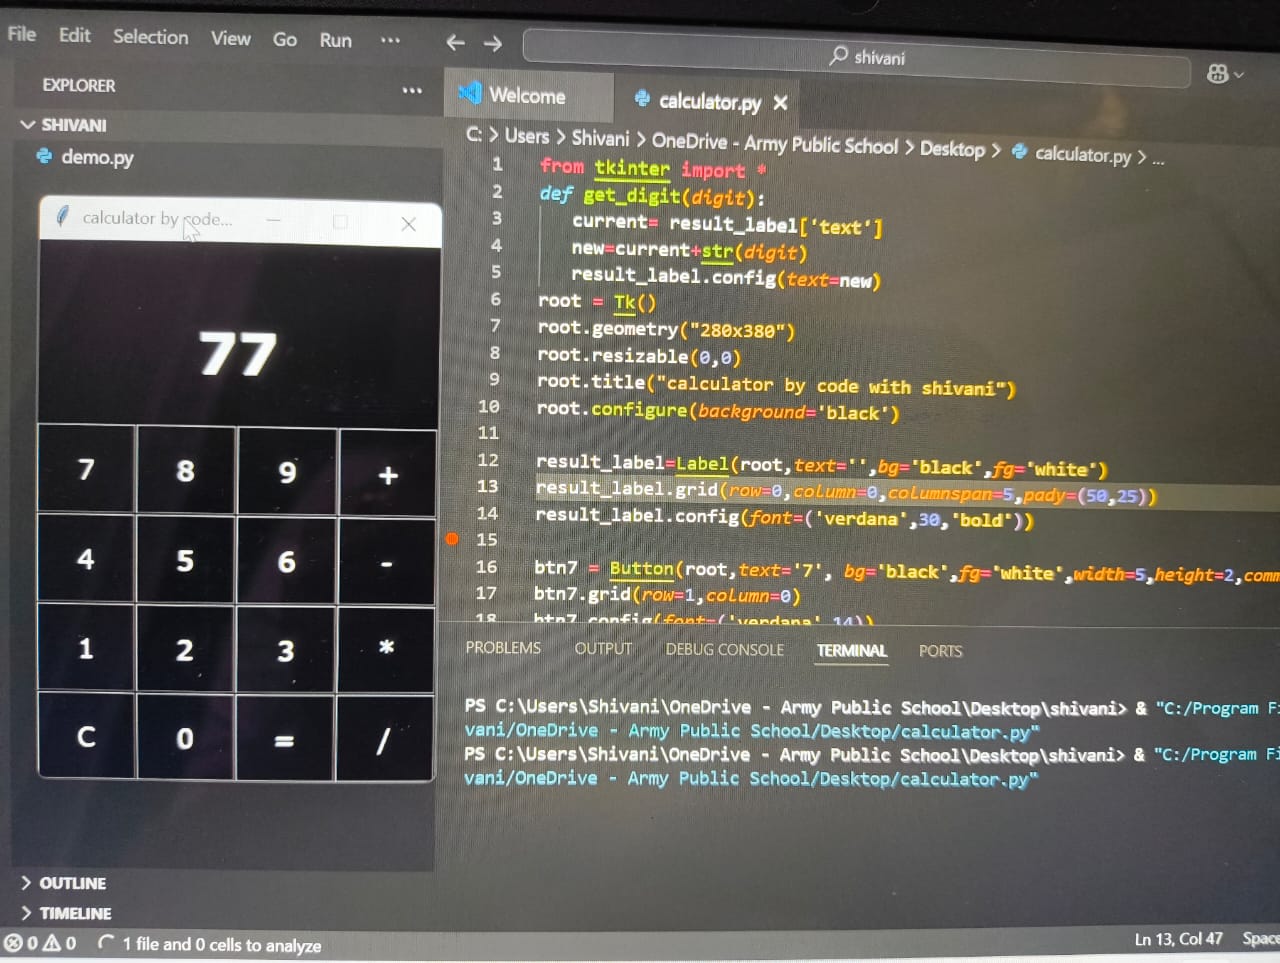 File Edit Selection View Go Run ...
shivani
EXPLORER ...
SHIVANI
demo.py
calculator by code...
77
7 8 9 +
4 5 6 -
1 2 3 *
C 0 = /
OUTLINE
TIMELINE
Welcome
calculator.py
C: > Users > Shivani > OneDrive - Army Public School > Desktop > calculator.py > ...
1 from tkinter import *
2 def get_digit(digit):
3 current= result_label['text']
4 new=current+str(digit)
5 result_label.config(text=new)
6 root = Tk()
7 root.geometry("280x380")
8 root.resizable(0,0)
9 root.title("calculator by code with shivani")
10 root.configure(background='black')
11
12 result_label=Label(root,text='',bg='black',fg='white')
13 result_label.grid(row=0,column=0,columnspan=5,pady=(50,25))
14 result_label.config(font=('verdana',30,'bold'))
15
16 btn7 = Button(root,text='7', bg='black',fg='white',width=5,height=2,comm
17 btn7.grid(row=1,column=0)
18 btn7.config(font=('verdana',14))
PROBLEMS OUTPUT DEBUG CONSOLE TERMINAL PORTS
PS C:\Users\Shivani\OneDrive - Army Public School\Desktop\shivani> & "C:/Program Fi
vani/OneDrive - Army Public School/Desktop/calculator.py"
PS C:\Users\Shivani\OneDrive - Army Public School\Desktop\shivani> & "C:/Program Fi
vani/OneDrive - Army Public School/Desktop/calculator.py"
0 0 1 file and 0 cells to analyze
Ln 13, Col 47 Space